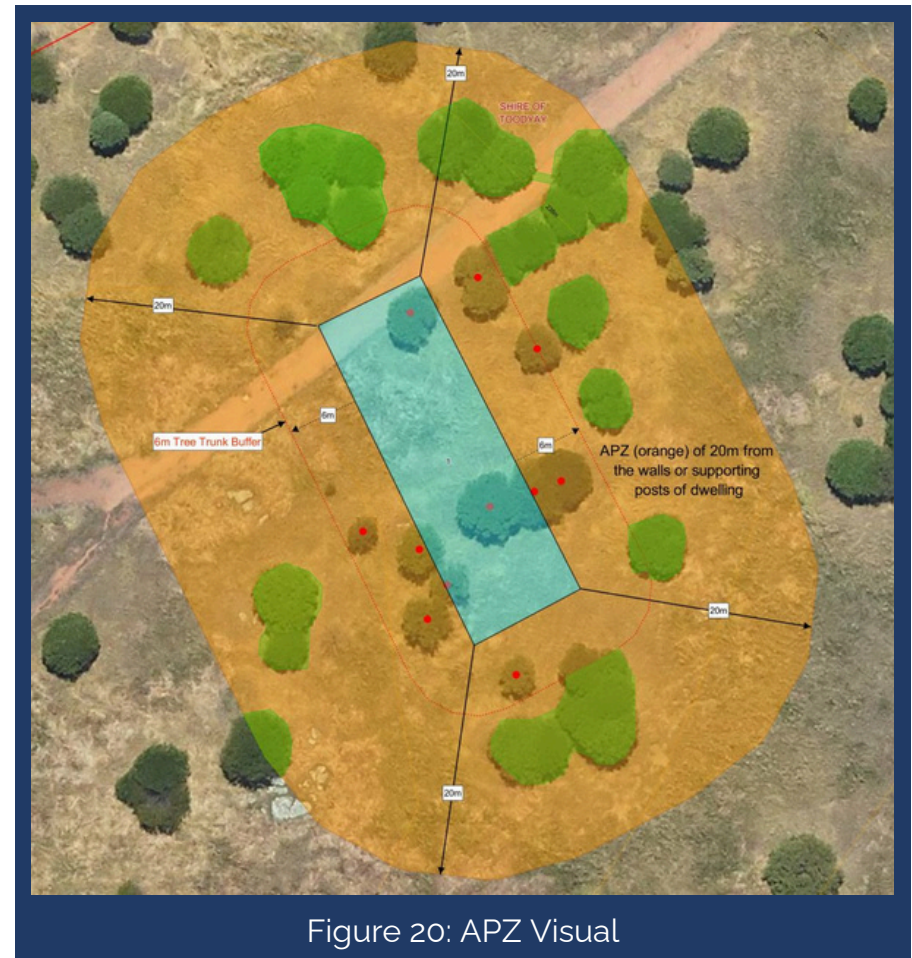 20m
SHIRE OF
TOODYAY
20m
6m
6m Tree Trunk Buffer
6m
APZ (orange) of 20m from
the walls or supporting
posts of dwelling
20m
20m
Figure 20: APZ Visual